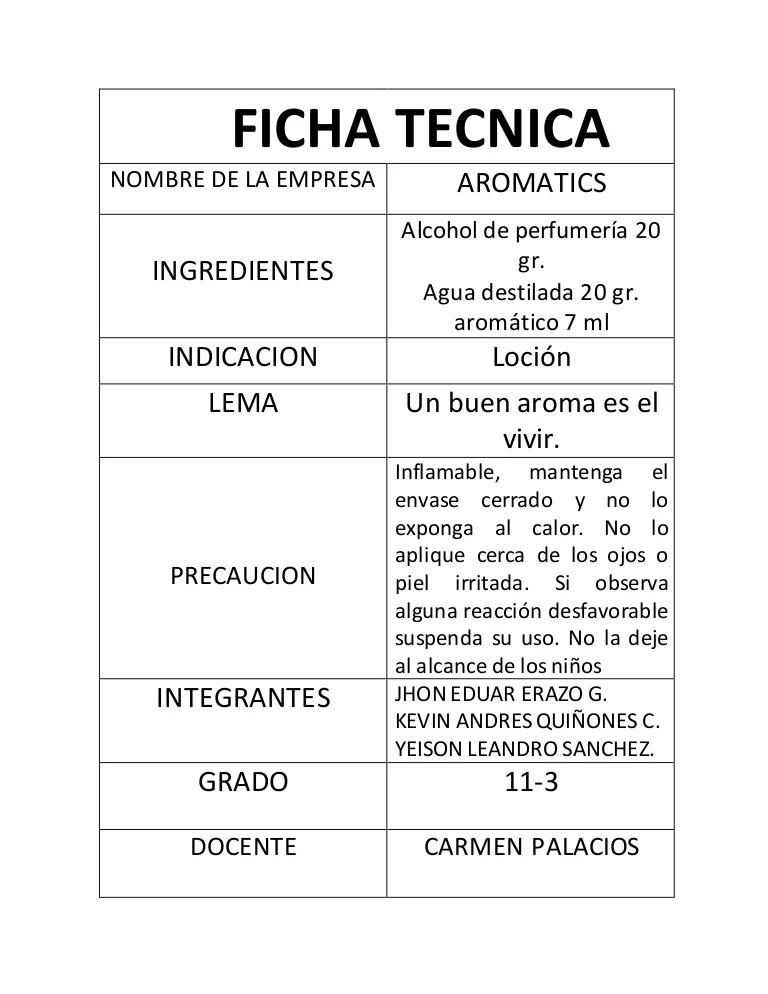 FICHA TECNICA
NOMBRE DE LA EMPRESA
AROMATICS
INGREDIENTES
Alcohol de perfumería 20
gr.
Agua destilada 20 gr.
aromático 7 ml
INDICACION
Loción
LEMA
Un buen aroma es el
vivir.
PRECAUCION
Inflamable, mantenga el
envase cerrado y no lo
exponga al calor. No lo
aplique cerca de los ojos o
piel irritada. Si observa
alguna reacción desfavorable
suspenda su uso. No la deje
al alcance de los niños
INTEGRANTES
JHON EDUAR ERAZO G.
KEVIN ANDRES QUIÑONES C.
YEISON LEANDRO SANCHEZ.
GRADO
11-3
DOCENTE
CARMEN PALACIOS